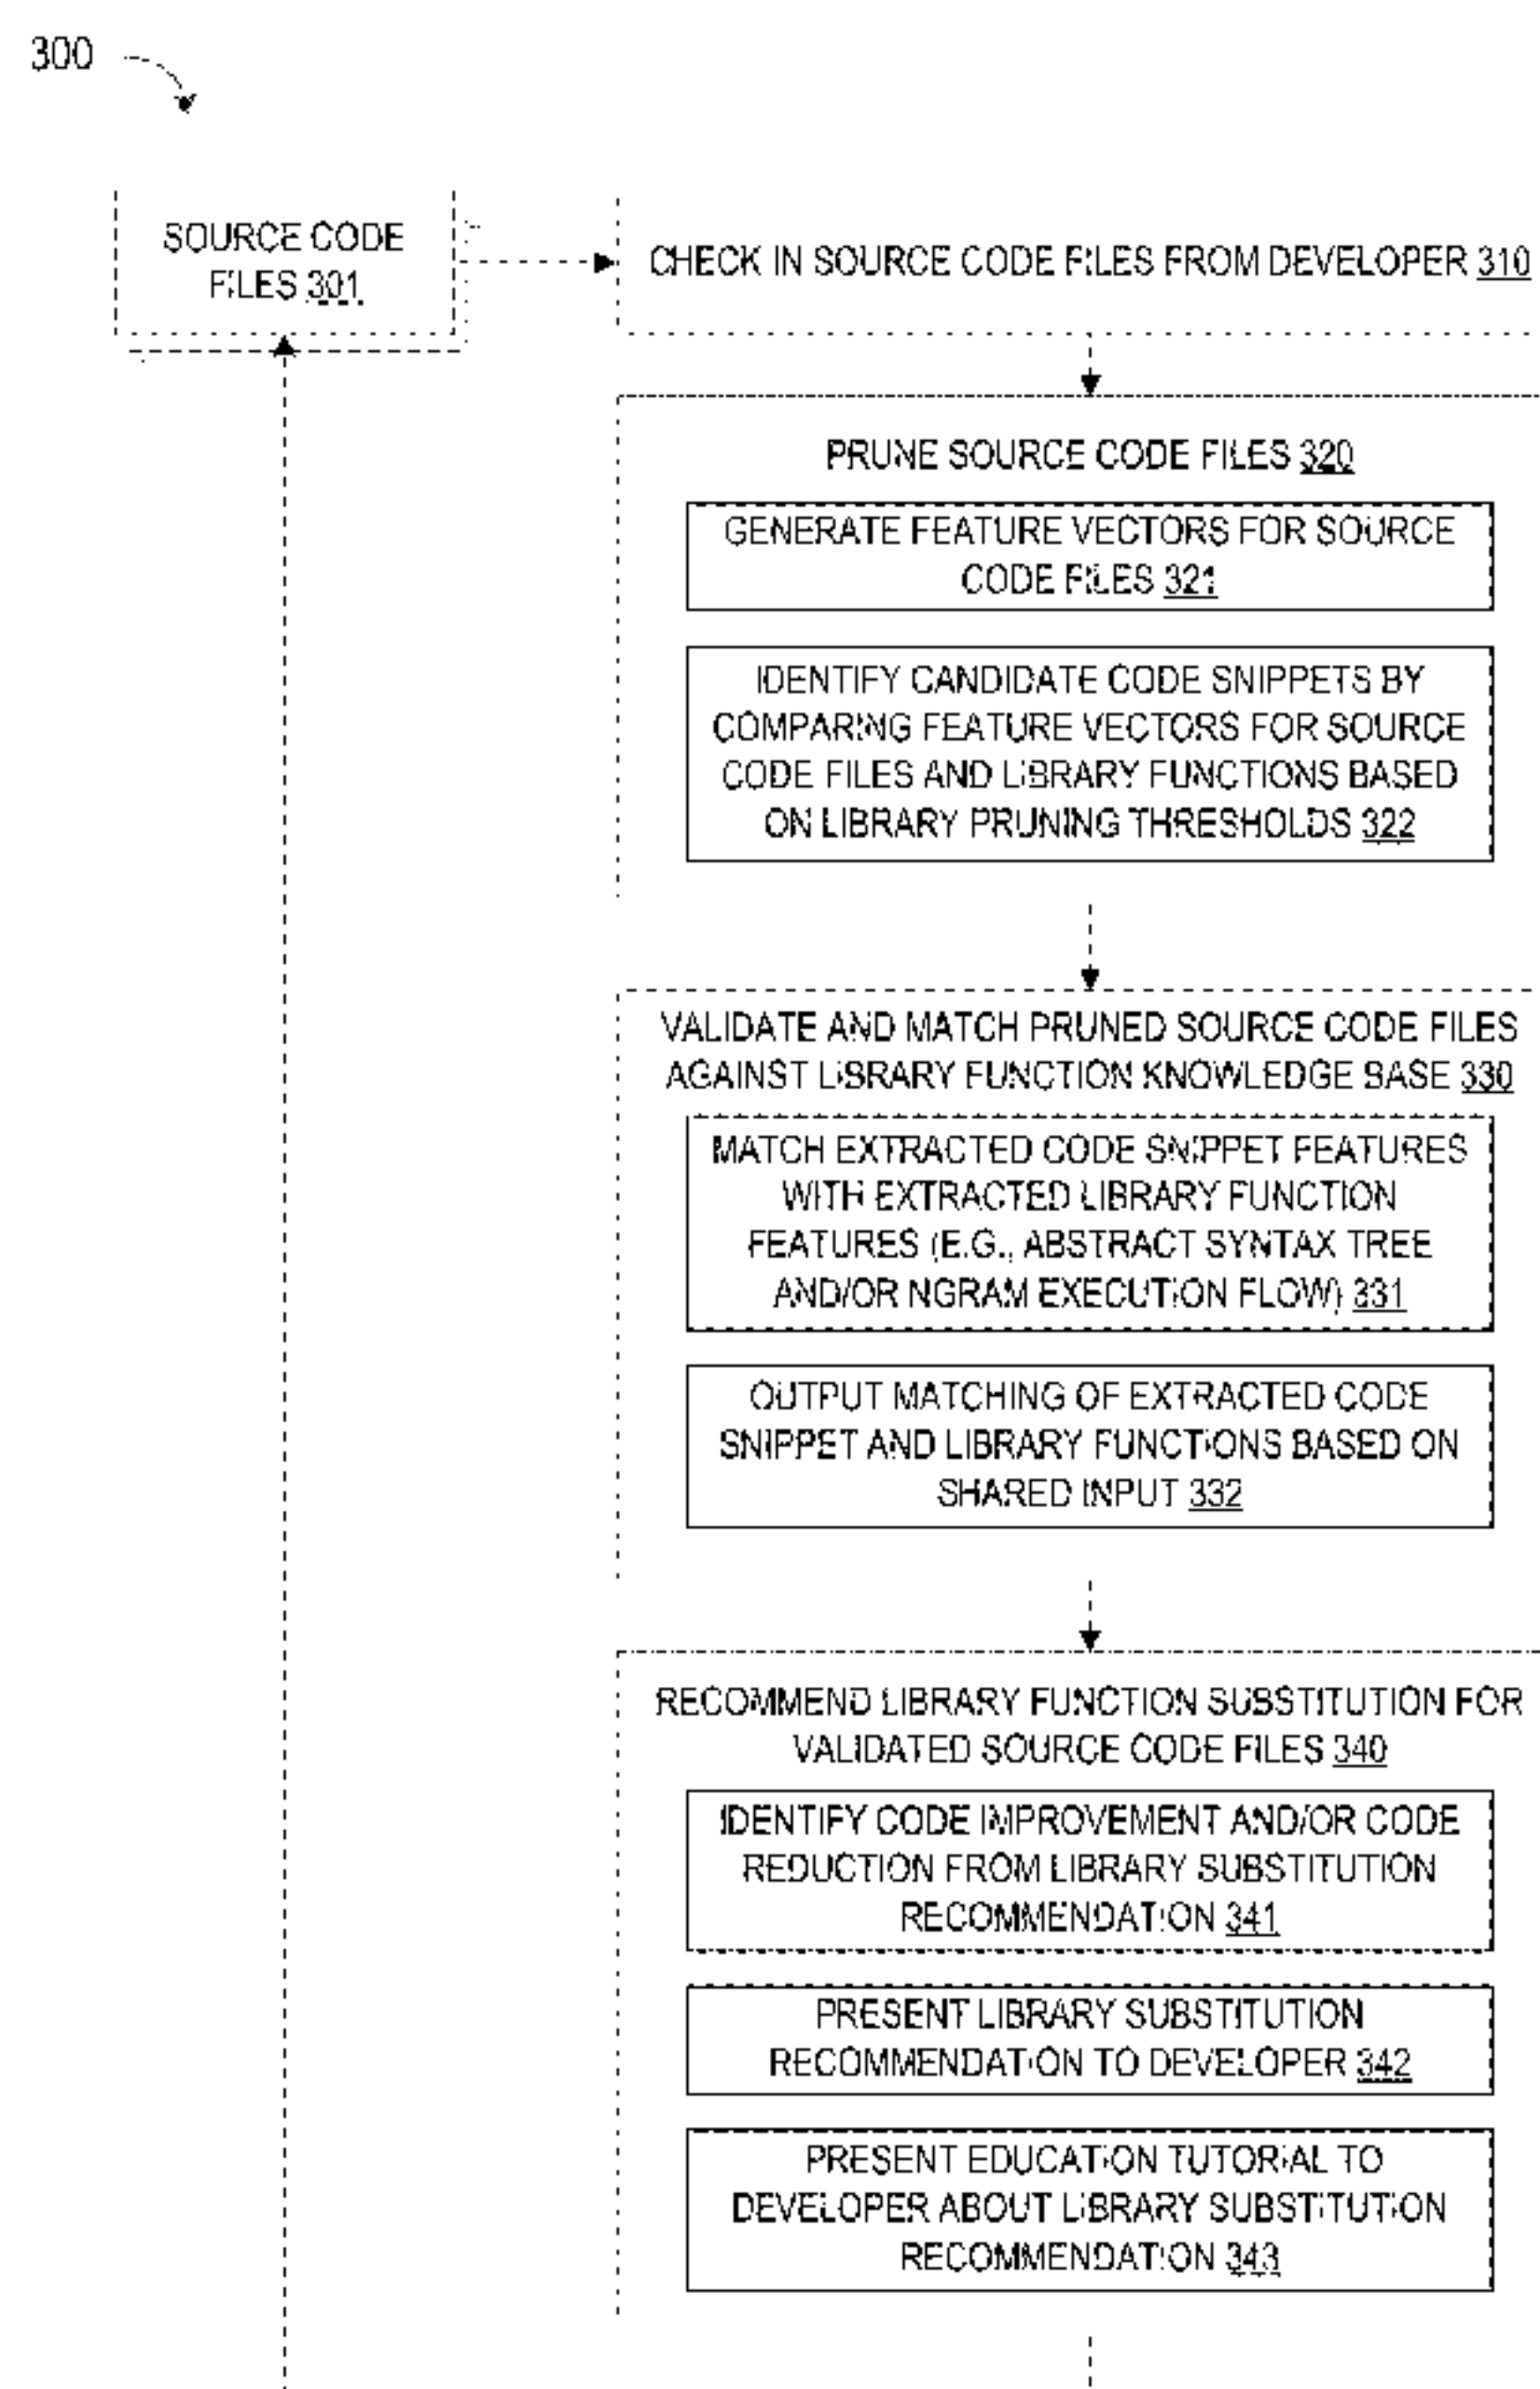 300
SOURCE CODE
FILES 301
CHECK IN SOURCE CODE FILES FROM DEVELOPER 310
PRUNE SOURCE CODE FILES 320
GENERATE FEATURE VECTORS FOR SOURCE
CODE FILES 321
IDENTIFY CANDIDATE CODE SNIPPETS BY
COMPARING FEATURE VECTORS FOR SOURCE
CODE FILES AND LIBRARY FUNCTIONS BASED
ON LIBRARY PRUNING THRESHOLDS 322
VALIDATE AND MATCH PRUNED SOURCE CODE FILES
AGAINST LIBRARY FUNCTION KNOWLEDGE BASE 330
MATCH EXTRACTED CODE SNIPPET FEATURES
WITH EXTRACTED LIBRARY FUNCTION
FEATURES (E.G., ABSTRACT SYNTAX TREE
AND/OR NGRAM EXECUTION FLOW) 331
OUTPUT MATCHING OF EXTRACTED CODE
SNIPPET AND LIBRARY FUNCTIONS BASED ON
SHARED INPUT 332
RECOMMEND LIBRARY FUNCTION SUBSTITUTION FOR
VALIDATED SOURCE CODE FILES 340
IDENTIFY CODE IMPROVEMENT AND/OR CODE
REDUCTION FROM LIBRARY SUBSTITUTION
RECOMMENDATION 341
PRESENT LIBRARY SUBSTITUTION
RECOMMENDATION TO DEVELOPER 342
PRESENT EDUCATION TUTORIAL TO
DEVELOPER ABOUT LIBRARY SUBSTITUTION
RECOMMENDATION 343